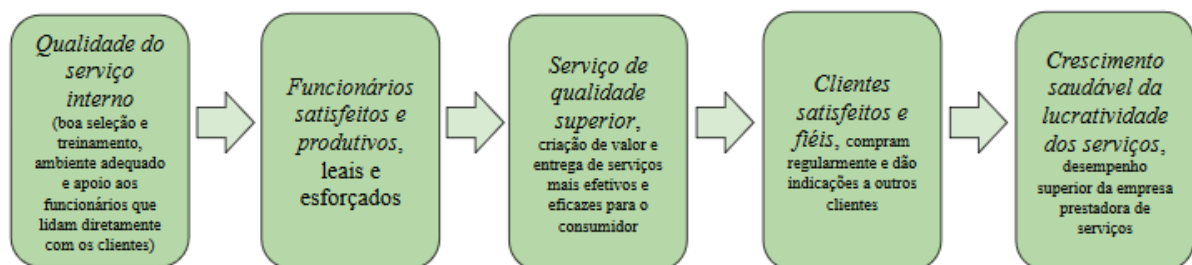 Qualidade do
serviço
interno
(boa seleção e
treinamento,
ambiente adequado
e apoio aos
funcionários que
lidam diretamente
com os clientes)
Funcionários
satisfeitos e
produtivos,
leais e
esforçados
Serviço de
qualidade
superior,
criação de valor e
entrega de serviços
mais efetivos e
eficazes para o
consumidor
Clientes
satisfeitos e
fiéis, compram
regularmente e dão
indicações a outros
clientes
Crescimento
saudável da
lucratividade
dos serviços,
desempenho
superior da empresa
prestadora de
serviços